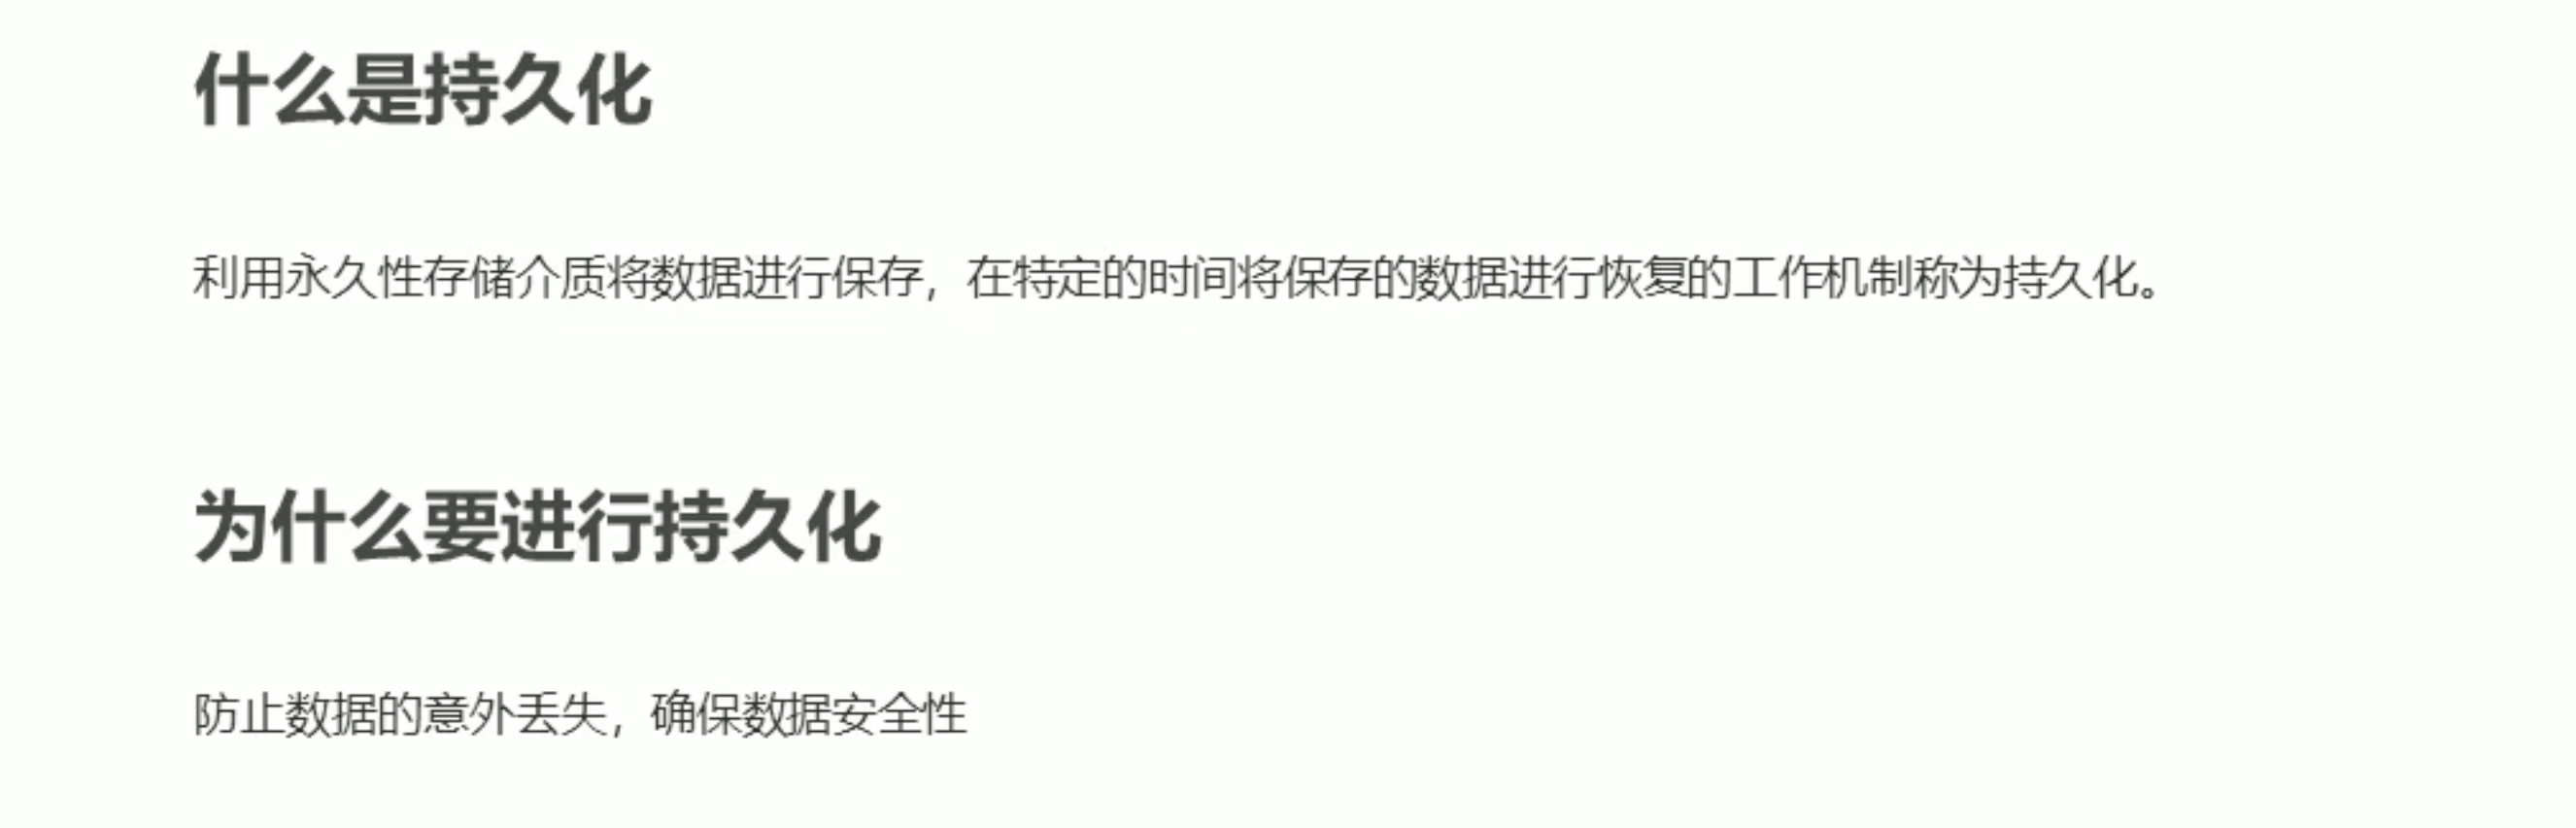 什么是持久化
利用永久性存储介质将数据进行保存，在特定的时间将保存的数据进行恢复的工作机制称为持久化。
为什么要进行持久化
防止数据的意外丢失，确保数据安全性